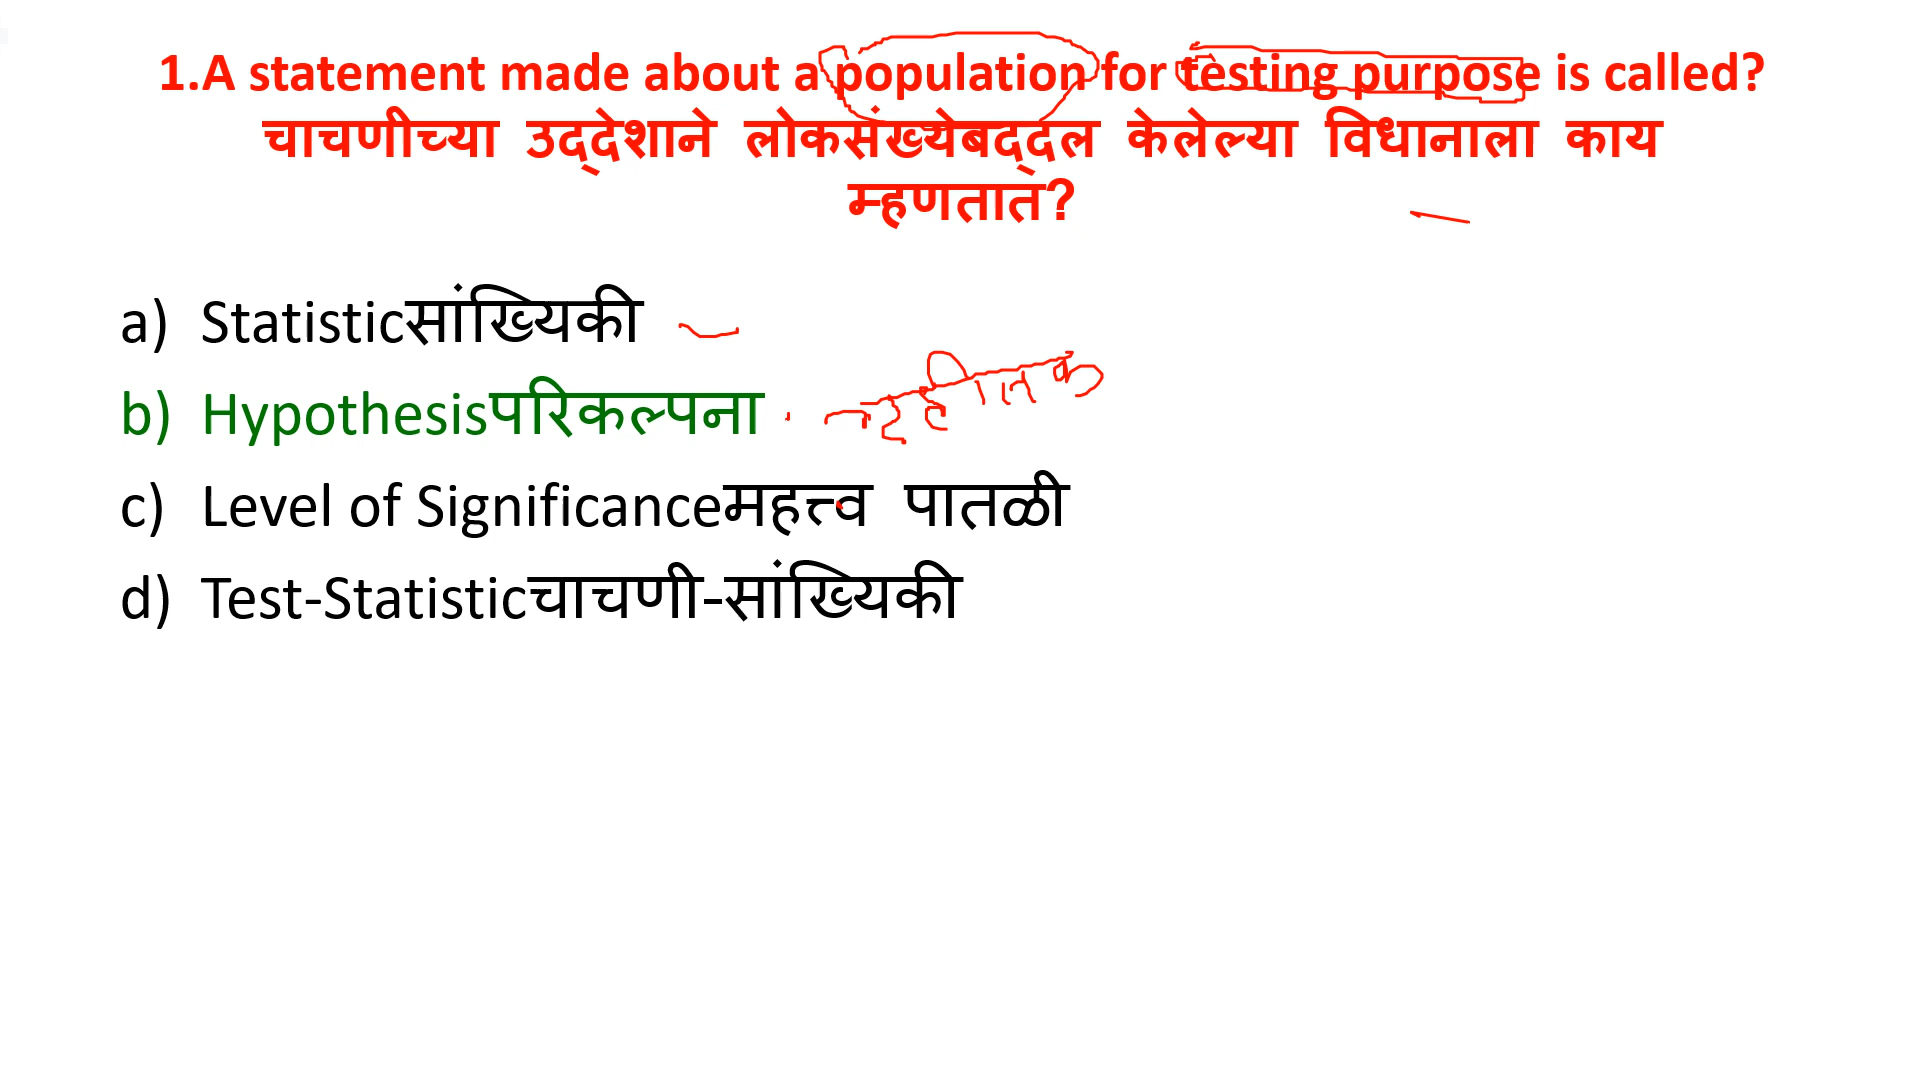 1.A statement made about a population for testing purpose is called?
चाचणीच्या उद्देशाने लोकसंख्येबद्दल केलेल्या विधानाला काय
म्हणतात?
a) Statisticसांख्यिकी
b) Hypothesisपरिकल्पना
c) Level of Significanceमहत्त्व पातळी
d) Test-Statisticचाचणी-सांख्यिकी